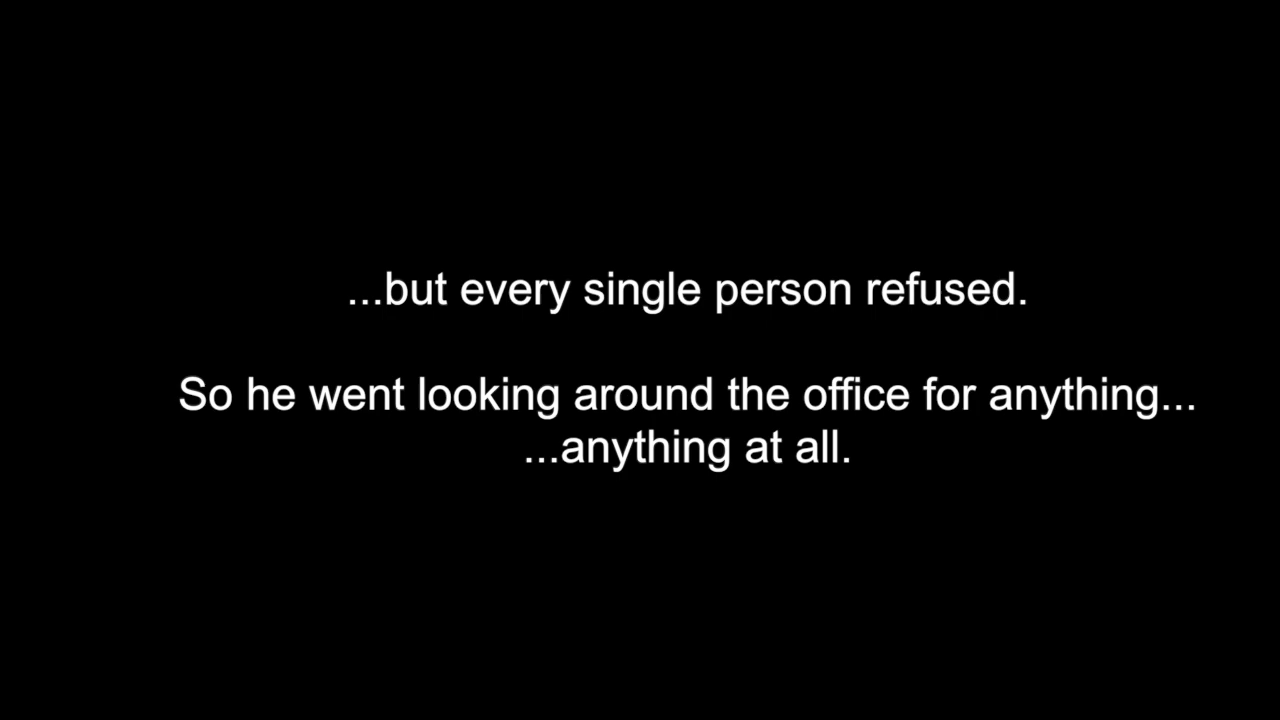 ...but every single person refused.
So he went looking around the office for anything...
...anything at all.